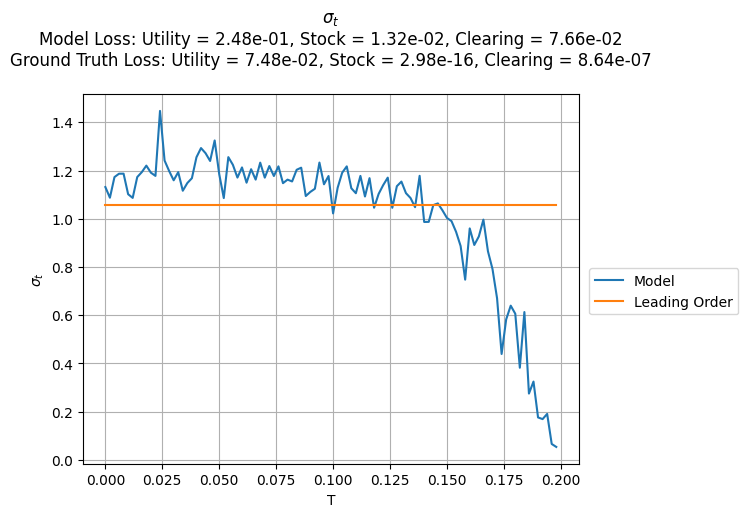 σt
Model Loss: Utility = 2.48e-01, Stock = 1.32e-02, Clearing = 7.66e-02
Ground Truth Loss: Utility = 7.48e-02, Stock = 2.98e-16, Clearing = 8.64e-07
1.4
1.2
1.0
0.8
0.6
0.4
0.2
0.0
σt
0.000 0.025 0.050 0.075 0.100 0.125 0.150 0.175 0.200
T
Model
Leading Order